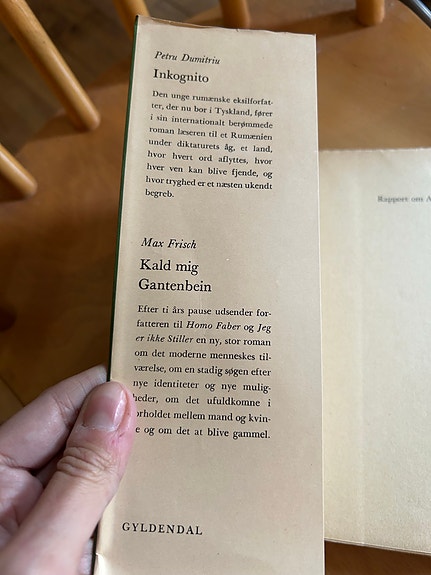 Petru Dumitriu
Inkognito
Den unge rumænske eksilforfat-
ter, der nu bor i Tyskland, fører
i sin internationalt berømmede
roman læseren til et Rumænien
under diktaturets åg, et land,
hvor hvert ord aflyttes, hvor
hver ven kan blive fjende, og
hvor tryghed er et næsten ukendt
begreb.
Max Frisch
Kald mig
Gantenbein
Efter ti års pause udsender for-
fatteren til Homo Faber og Jeg
er ikke Stiller en ny, stor roman
om det moderne menneskes til-
værelse, om en stadig søgen efter
nye identiteter og nye mulig-
heder, om det ufuldkomne i
orholdet mellem mand og kvin-
e og om det at blive gammel.
GYLDENDAL
Rapport om A